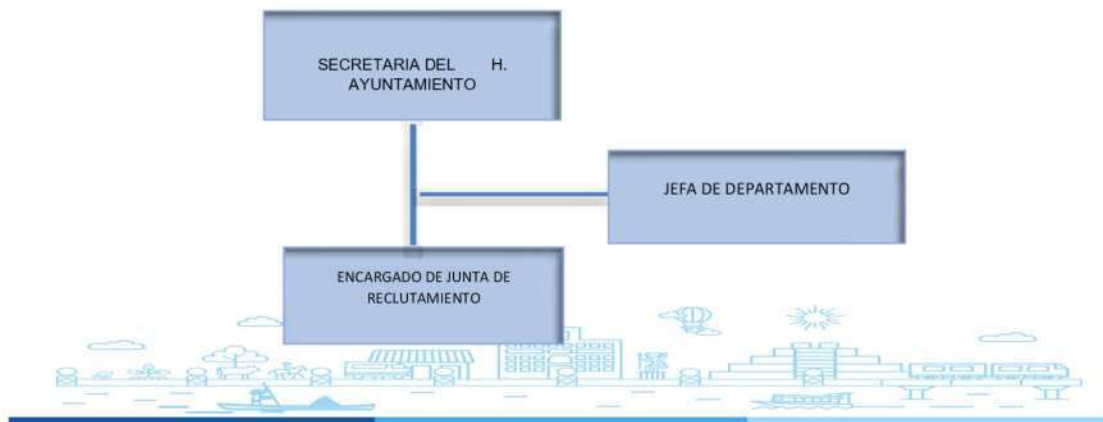 SECRETARIA DEL H.
AYUNTAMIENTO
JEFA DE DEPARTAMENTO
ENCARGADO DE JUNTA DE
RECLUTAMIENTO